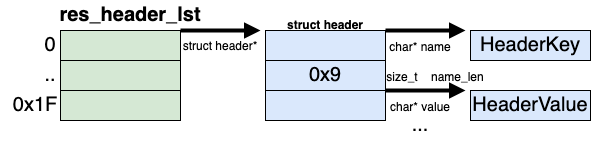 res_header_lst
struct header
0
struct header*
char* name
HeaderKey
..
0x9
size_t name_len
0x1F
char* value
HeaderValue
...